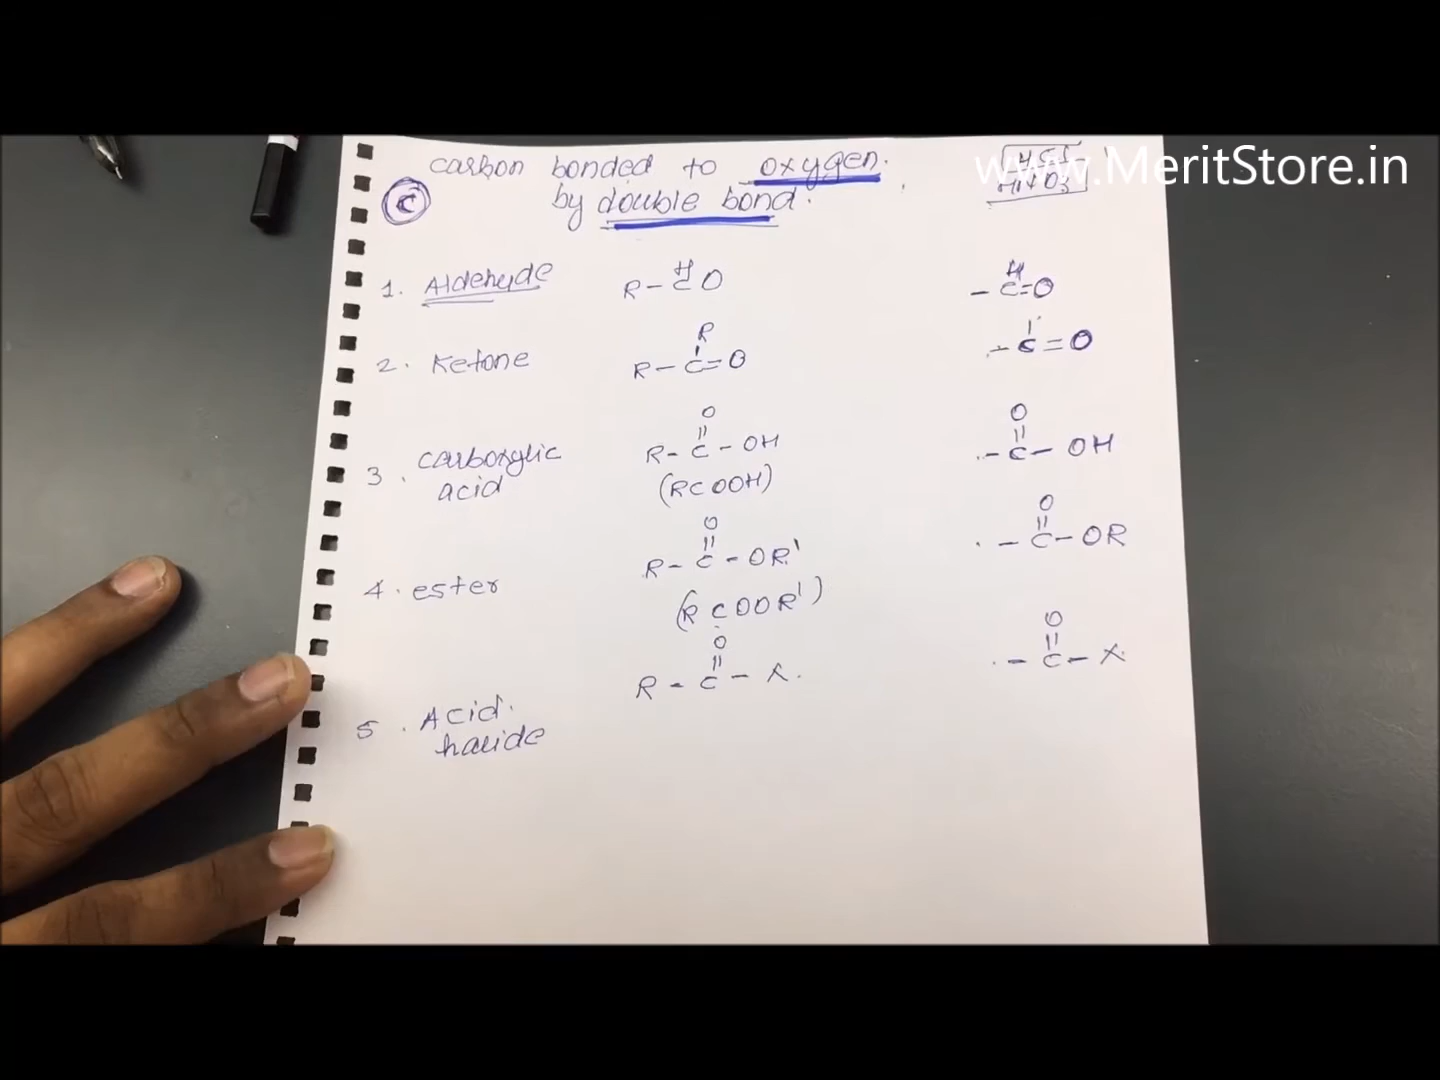 carbon bonded to oxygen.
www.MeritStore.in
C by double bond.
1. Aldehyde R - C O - C = O
H H
2. Ketone R - C = O - C = O
R
3. carboxylic acid R - C - OH - C - OH
O O
(RCOOH)
4. ester R - C - OR' - C - OR
O O
(RCOOR')
5. Acid. halide R - C - X. - C - X.
O O